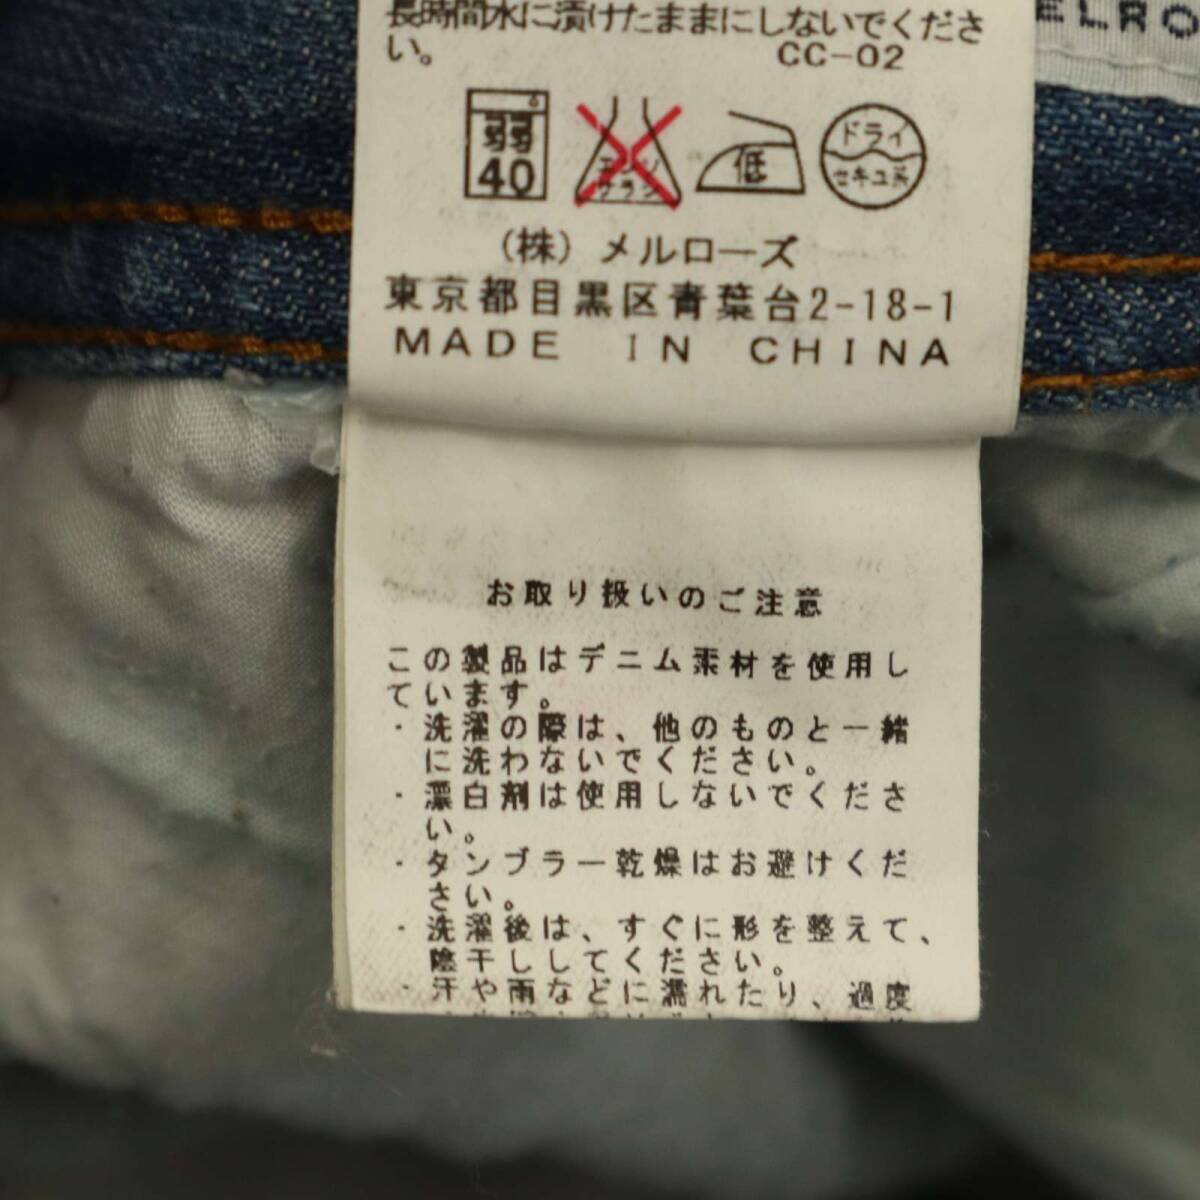 長時間水に漬けたままにしないでくださ
い。 CC-02
ELRO
弱
40
エンソ
サラシ
低
ドライ
セキユ系
(株)メルローズ
東京都目黒区青葉台2-18-1
MADE IN CHINA
お取り扱いのご注意
この製品はデニム素材を使用し
ています。
・洗濯の際は、他のものと一緒
に洗わないでください。
・漂白剤は使用しないでくださ
い。
・タンブラー乾燥はお避けくだ
さい。
・洗濯後は、すぐに形を整えて、
陰干ししてください。
・汗や雨などに濡れたり、過度